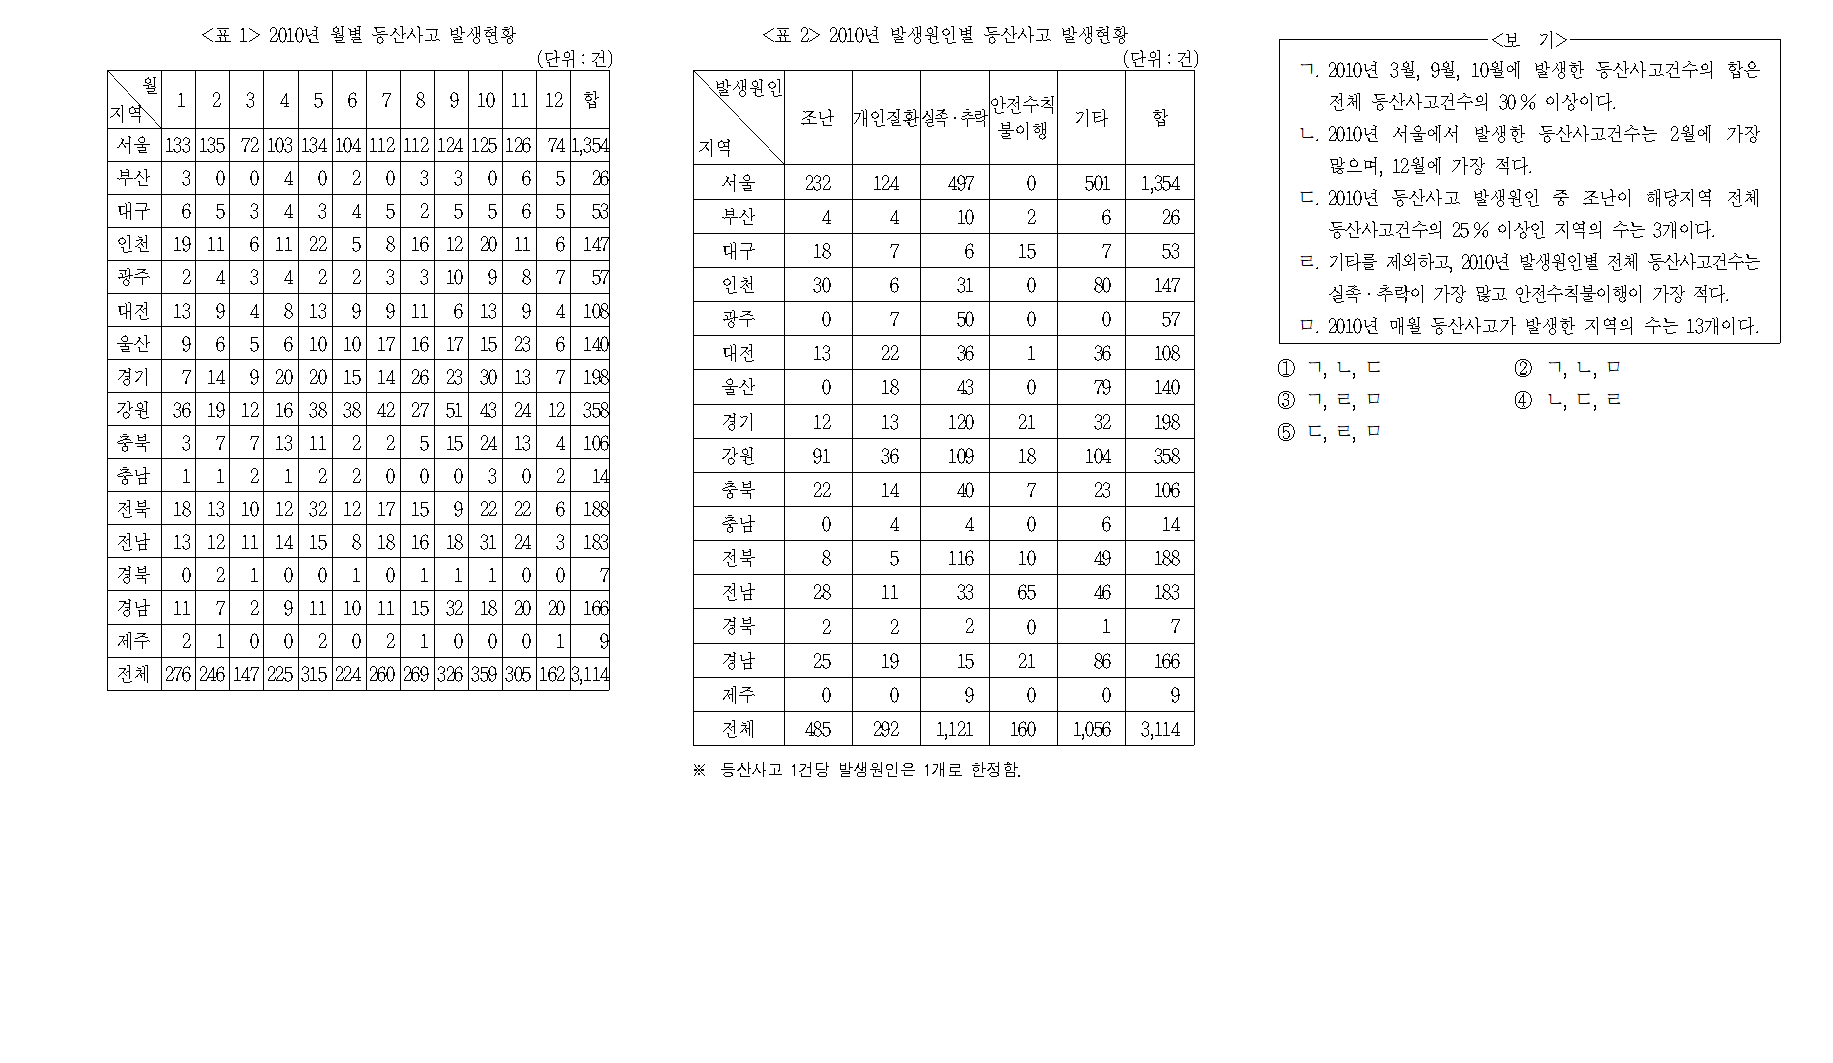 <표 1> 2010년 월별 등산사고 발생현황
(단위 : 건)
월 지역 1 2 3 4 5 6 7 8 9 10 11 12 합
서울 133 135 72 103 134 104 112 112 124 125 126 74 1,354
부산 3 0 0 4 0 2 0 3 3 0 6 5 26
대구 6 5 3 4 3 4 5 2 5 5 6 5 53
인천 19 11 6 11 22 5 8 16 12 20 11 6 147
광주 2 4 3 4 2 2 3 3 10 9 8 7 57
대전 13 9 4 8 13 9 9 11 6 13 9 4 108
울산 9 6 5 6 10 10 17 16 17 15 23 6 140
경기 7 14 9 20 20 15 14 26 23 30 13 7 198
강원 36 19 12 16 38 38 42 27 51 43 24 12 358
충북 3 7 7 13 11 2 2 5 15 24 13 4 106
충남 1 1 2 1 2 2 0 0 0 3 0 2 14
전북 18 13 10 12 32 12 17 15 9 22 22 6 188
전남 13 12 11 14 15 8 18 16 18 31 24 3 183
경북 0 2 1 0 0 1 0 1 1 1 0 0 7
경남 11 7 2 9 11 10 11 15 32 18 20 20 166
제주 2 1 0 0 2 0 2 1 0 0 0 1 9
전체 276 246 147 225 315 224 260 269 326 359 305 162 3,114
<표 2> 2010년 발생원인별 등산사고 발생현황
(단위 : 건)
발생원인 지역 조난 개인질환 실족·추락 안전수칙 불이행 기타 합
서울 232 124 497 0 501 1,354
부산 4 4 10 2 6 26
대구 18 7 6 15 7 53
인천 30 6 31 0 80 147
광주 0 7 50 0 0 57
대전 13 22 36 1 36 108
울산 0 18 43 0 79 140
경기 12 13 120 21 32 198
강원 91 36 109 18 104 358
충북 22 14 40 7 23 106
충남 0 4 4 0 6 14
전북 8 5 116 10 49 188
전남 28 11 33 65 46 183
경북 2 2 2 0 1 7
경남 25 19 15 21 86 166
제주 0 0 9 0 0 9
전체 485 292 1,121 160 1,056 3,114
※ 등산사고 1건당 발생원인은 1개로 한정함.
<보 기>
ㄱ. 2010년 3월, 9월, 10월에 발생한 등산사고건수의 합은
전체 등산사고건수의 30 % 이상이다.
ㄴ. 2010년 서울에서 발생한 등산사고건수는 2월에 가장
많으며, 12월에 가장 적다.
ㄷ. 2010년 등산사고 발생원인 중 조난이 해당지역 전체
등산사고건수의 25 % 이상인 지역의 수는 3개이다.
ㄹ. 기타를 제외하고, 2010년 발생원인별 전체 등산사고건수는
실족·추락이 가장 많고 안전수칙불이행이 가장 적다.
ㅁ. 2010년 매월 등산사고가 발생한 지역의 수는 13개이다.
① ㄱ, ㄴ, ㄷ ② ㄱ, ㄴ, ㅁ
③ ㄱ, ㄹ, ㅁ ④ ㄴ, ㄷ, ㄹ
⑤ ㄷ, ㄹ, ㅁ